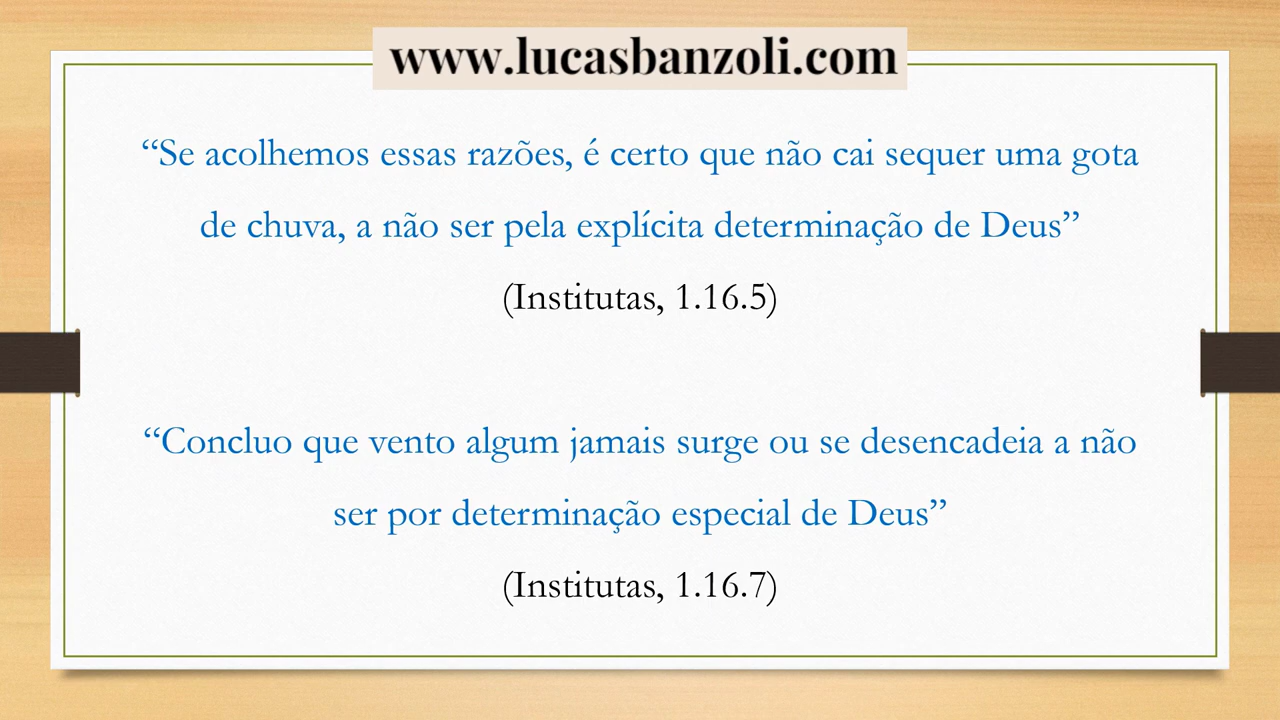 www.lucasbanzoli.com
“Se acolhemos essas razões, é certo que não cai sequer uma gota
de chuva, a não ser pela explícita determinação de Deus”
(Institutas, 1.16.5)
“Concluo que vento algum jamais surge ou se desencadeia a não
ser por determinação especial de Deus”
(Institutas, 1.16.7)